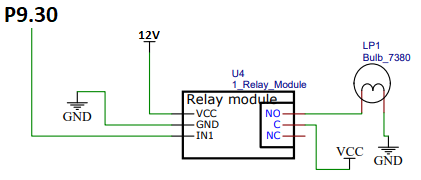 P9.30
12V
LP1
Bulb_7380
U4
1_Relay_Module
Relay module
VCC
GND
IN1
NO
C
NC
GND
VCC
GND